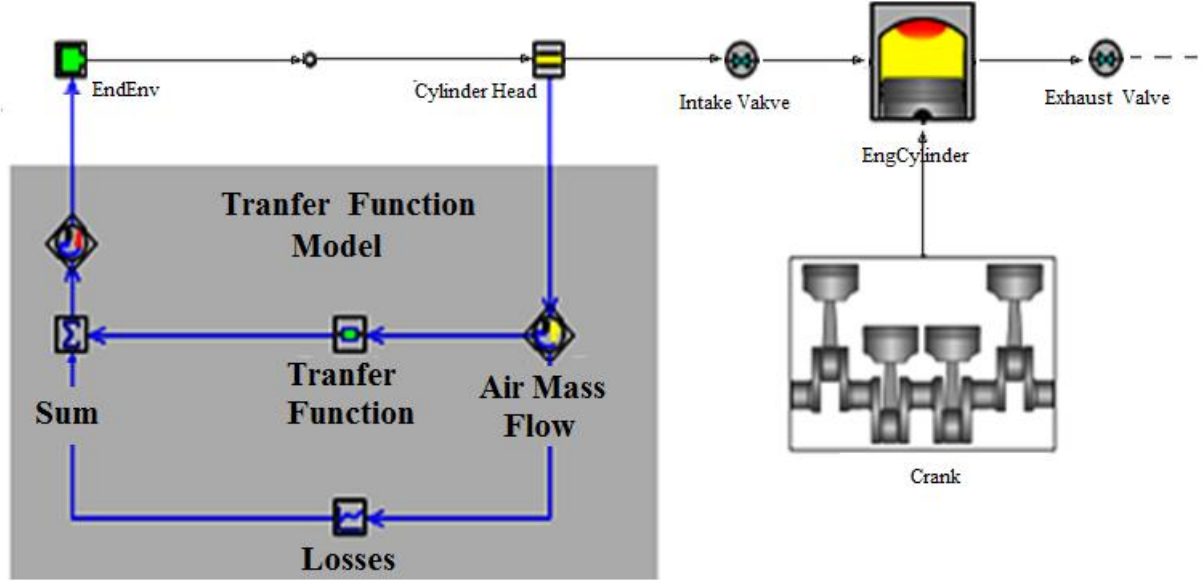 EndEnv
Cylinder Head
Intake Vakve
Exhaust Valve
EngCylinder
Tranfer Function
Model
Σ
Tranfer
Function
Air Mass
Flow
Sum
Crank
Losses